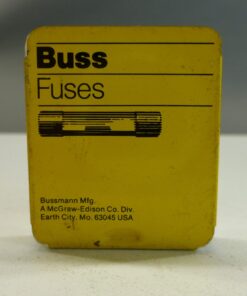 Buss
Fuses
Bussmann Mfg.
A McGraw-Edison Co. Div.
Earth City, Mo. 63045 USA